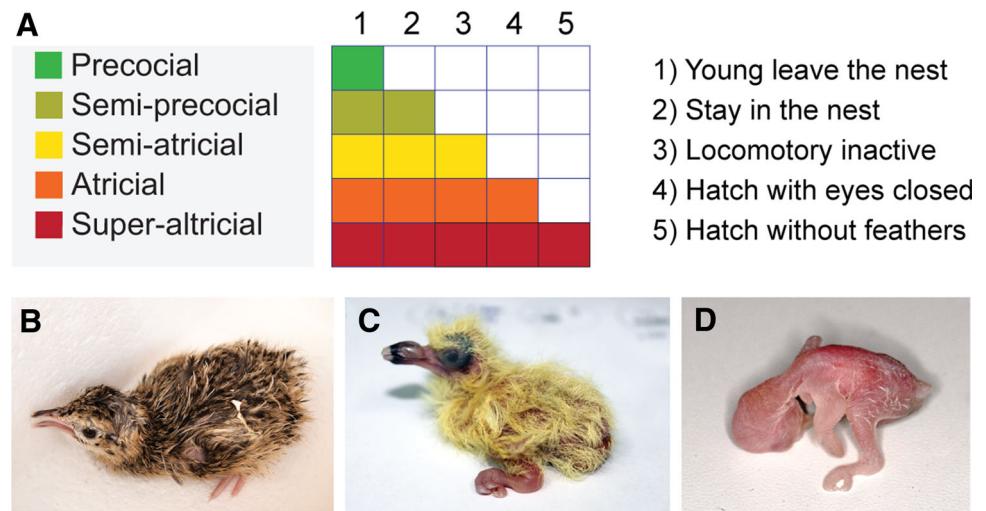 A
1 2 3 4 5
Precocial
Semi-precocial
Semi-atricial
Atricial
Super-altricial
1) Young leave the nest
2) Stay in the nest
3) Locomotory inactive
4) Hatch with eyes closed
5) Hatch without feathers
B
C
D